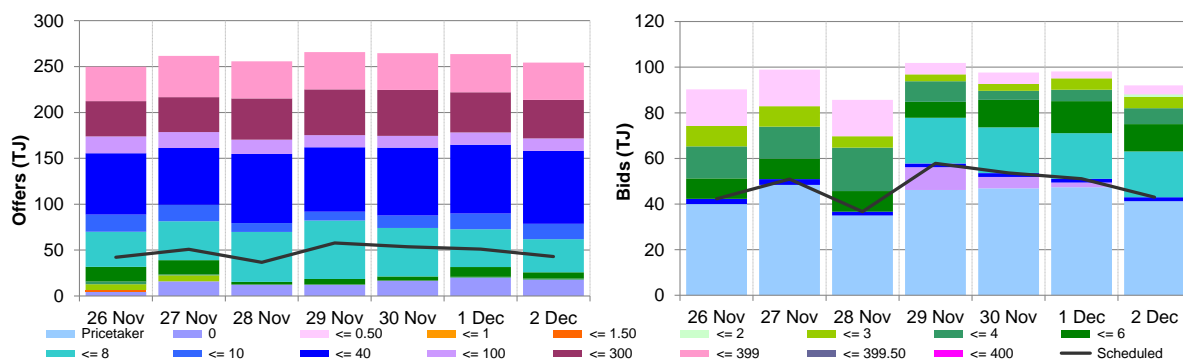 300
250
200
150
100
50
0
Offers (TJ)
26 Nov 27 Nov 28 Nov 29 Nov 30 Nov 1 Dec 2 Dec
120
100
80
60
40
20
0
Bids (TJ)
26 Nov 27 Nov 28 Nov 29 Nov 30 Nov 1 Dec 2 Dec
Pricetaker 0 <= 0.50 <= 1 <= 1.50 <= 2 <= 3 <= 4 <= 6
<= 8 <= 10 <= 40 <= 100 <= 300 <= 399 <= 399.50 <= 400 Scheduled